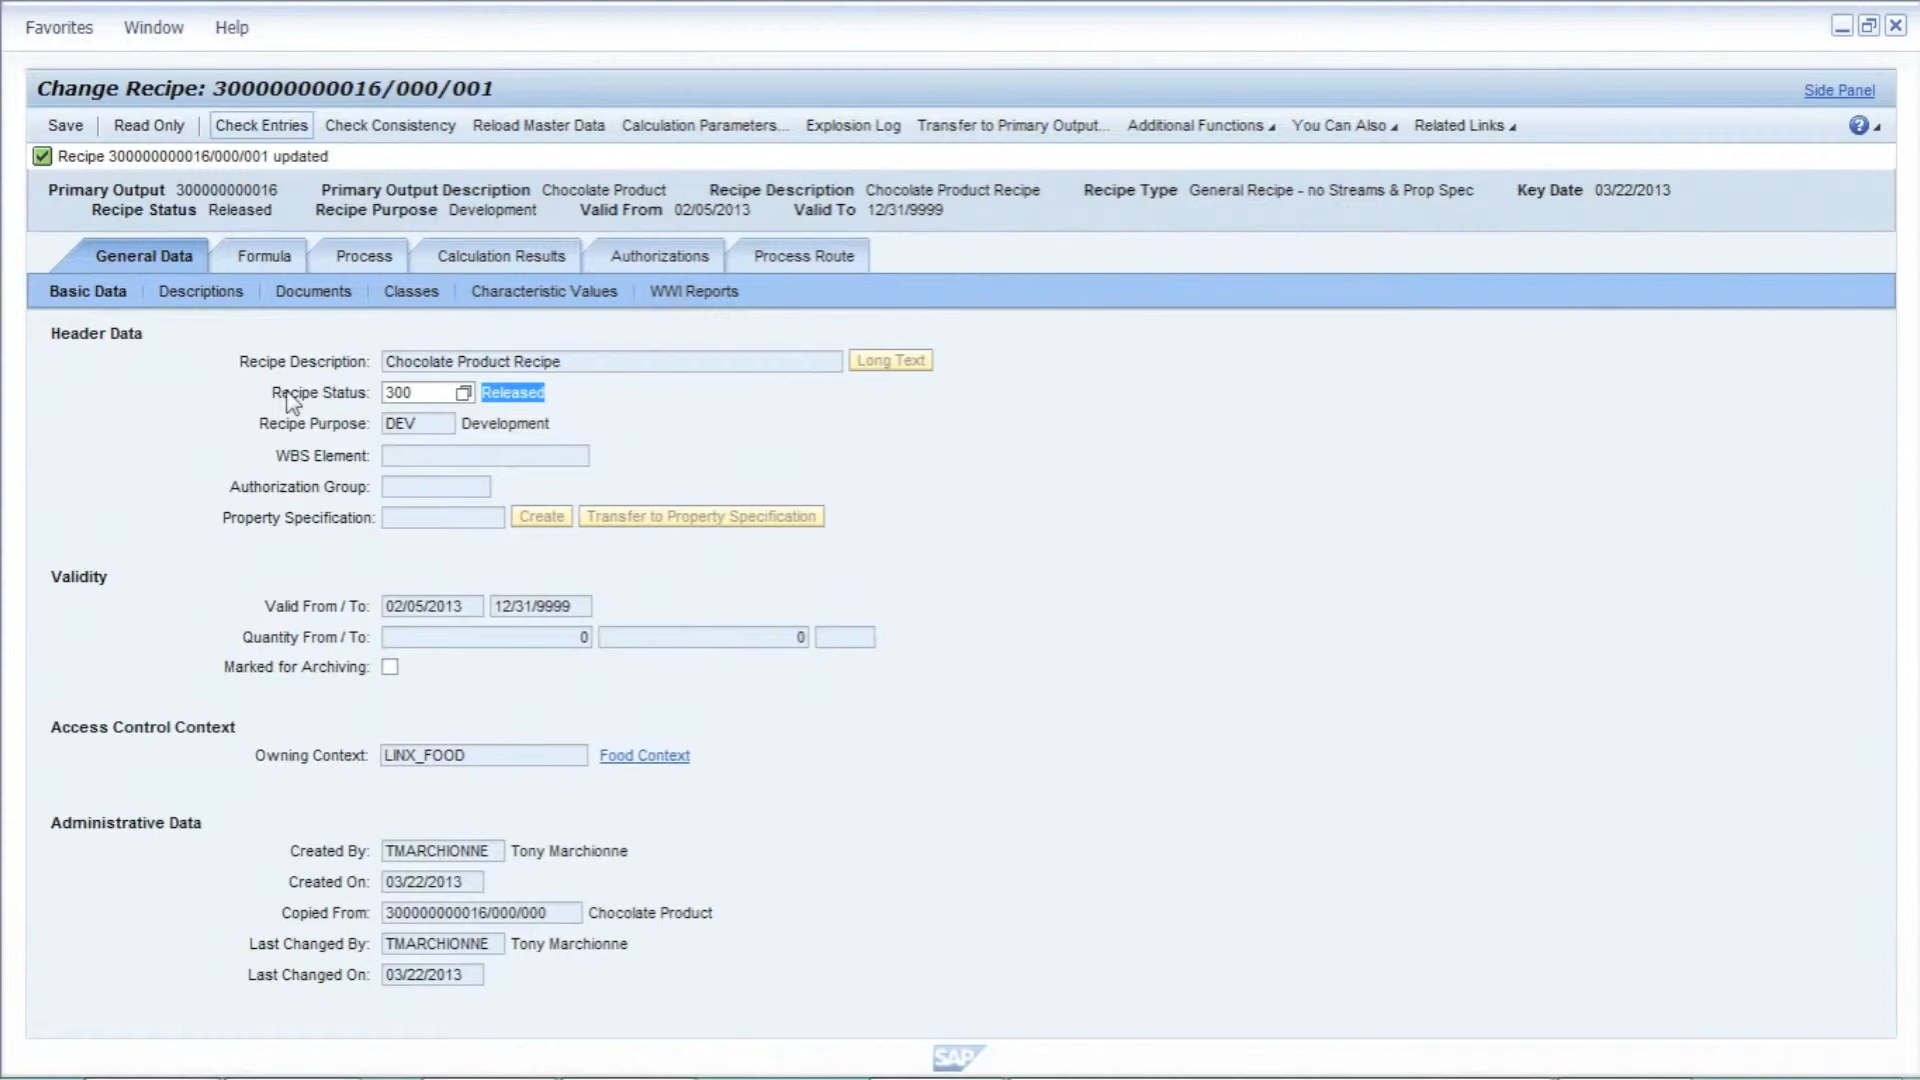 Favorites Window Help
Change Recipe: 300000000016/000/001 Side Panel
Save Read Only Check Entries Check Consistency Reload Master Data Calculation Parameters... Explosion Log Transfer to Primary Output... Additional Functions You Can Also Related Links ?
Recipe 300000000016/000/001 updated
Primary Output 300000000016 Primary Output Description Chocolate Product Recipe Description Chocolate Product Recipe Recipe Type General Recipe - no Streams & Prop Spec Key Date 03/22/2013
Recipe Status Released Recipe Purpose Development Valid From 02/05/2013 Valid To 12/31/9999
General Data Formula Process Calculation Results Authorizations Process Route
Basic Data Descriptions Documents Classes Characteristic Values WWI Reports
Header Data
Recipe Description: Chocolate Product Recipe Long Text
Recipe Status: 300 Released
Recipe Purpose: DEV Development
WBS Element:
Authorization Group:
Property Specification: Create Transfer to Property Specification
Validity
Valid From / To: 02/05/2013 12/31/9999
Quantity From / To: 0 0
Marked for Archiving:
Access Control Context
Owning Context: LINX_FOOD Food Context
Administrative Data
Created By: TMARCHIONNE Tony Marchionne
Created On: 03/22/2013
Copied From: 300000000016/000/000 Chocolate Product
Last Changed By: TMARCHIONNE Tony Marchionne
Last Changed On: 03/22/2013
SAP